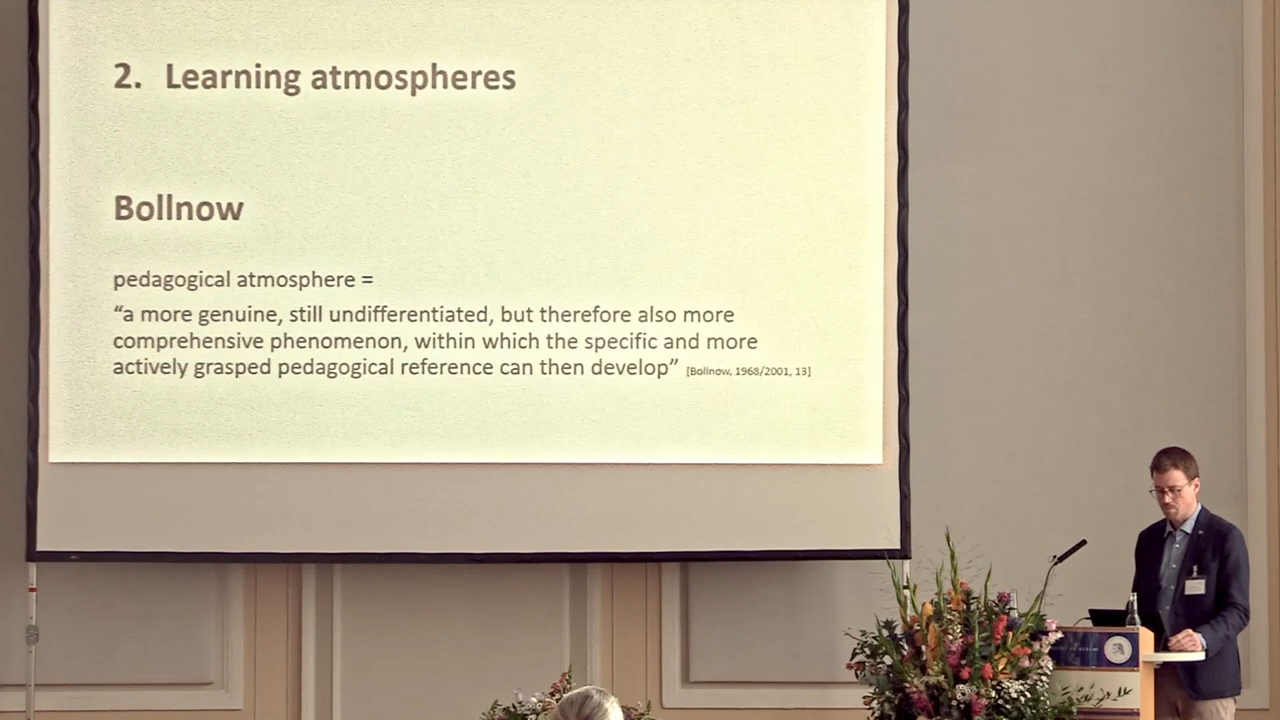 2. Learning atmospheres
Bollnow
pedagogical atmosphere =
“a more genuine, still undifferentiated, but therefore also more
comprehensive phenomenon, within which the specific and more
actively grasped pedagogical reference can then develop” [Bollnow, 1968/2001, 13]